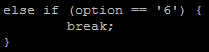 else if (option == '6') {
        break;
}